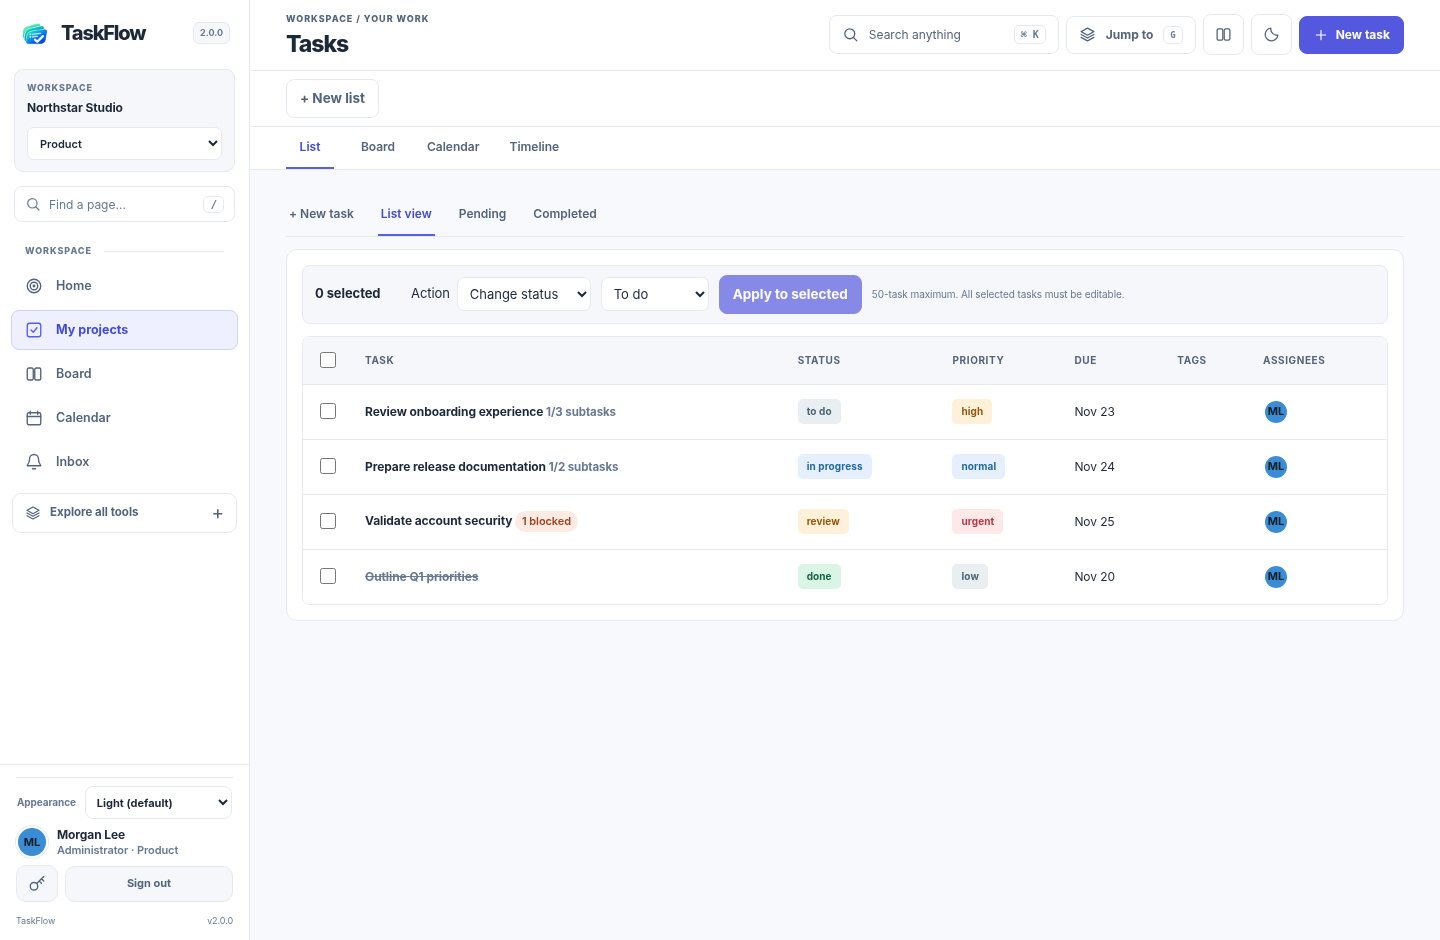 TaskFlow 2.0.0
WORKSPACE
Northstar Studio
Product
Find a page... /
WORKSPACE
Home
My projects
Board
Calendar
Inbox
Explore all tools +
Appearance Light (default)
ML Morgan Lee
Administrator · Product
Sign out
TaskFlow v2.0.0
WORKSPACE / YOUR WORK
Tasks
Search anything ⌘ K
Jump to G
+ New task
+ New list
List Board Calendar Timeline
+ New task List view Pending Completed
0 selected Action Change status To do Apply to selected 50-task maximum. All selected tasks must be editable.
TASK STATUS PRIORITY DUE TAGS ASSIGNEES
Review onboarding experience 1/3 subtasks to do high Nov 23 ML
Prepare release documentation 1/2 subtasks in progress normal Nov 24 ML
Validate account security 1 blocked review urgent Nov 25 ML
Outline Q1 priorities done low Nov 20 ML